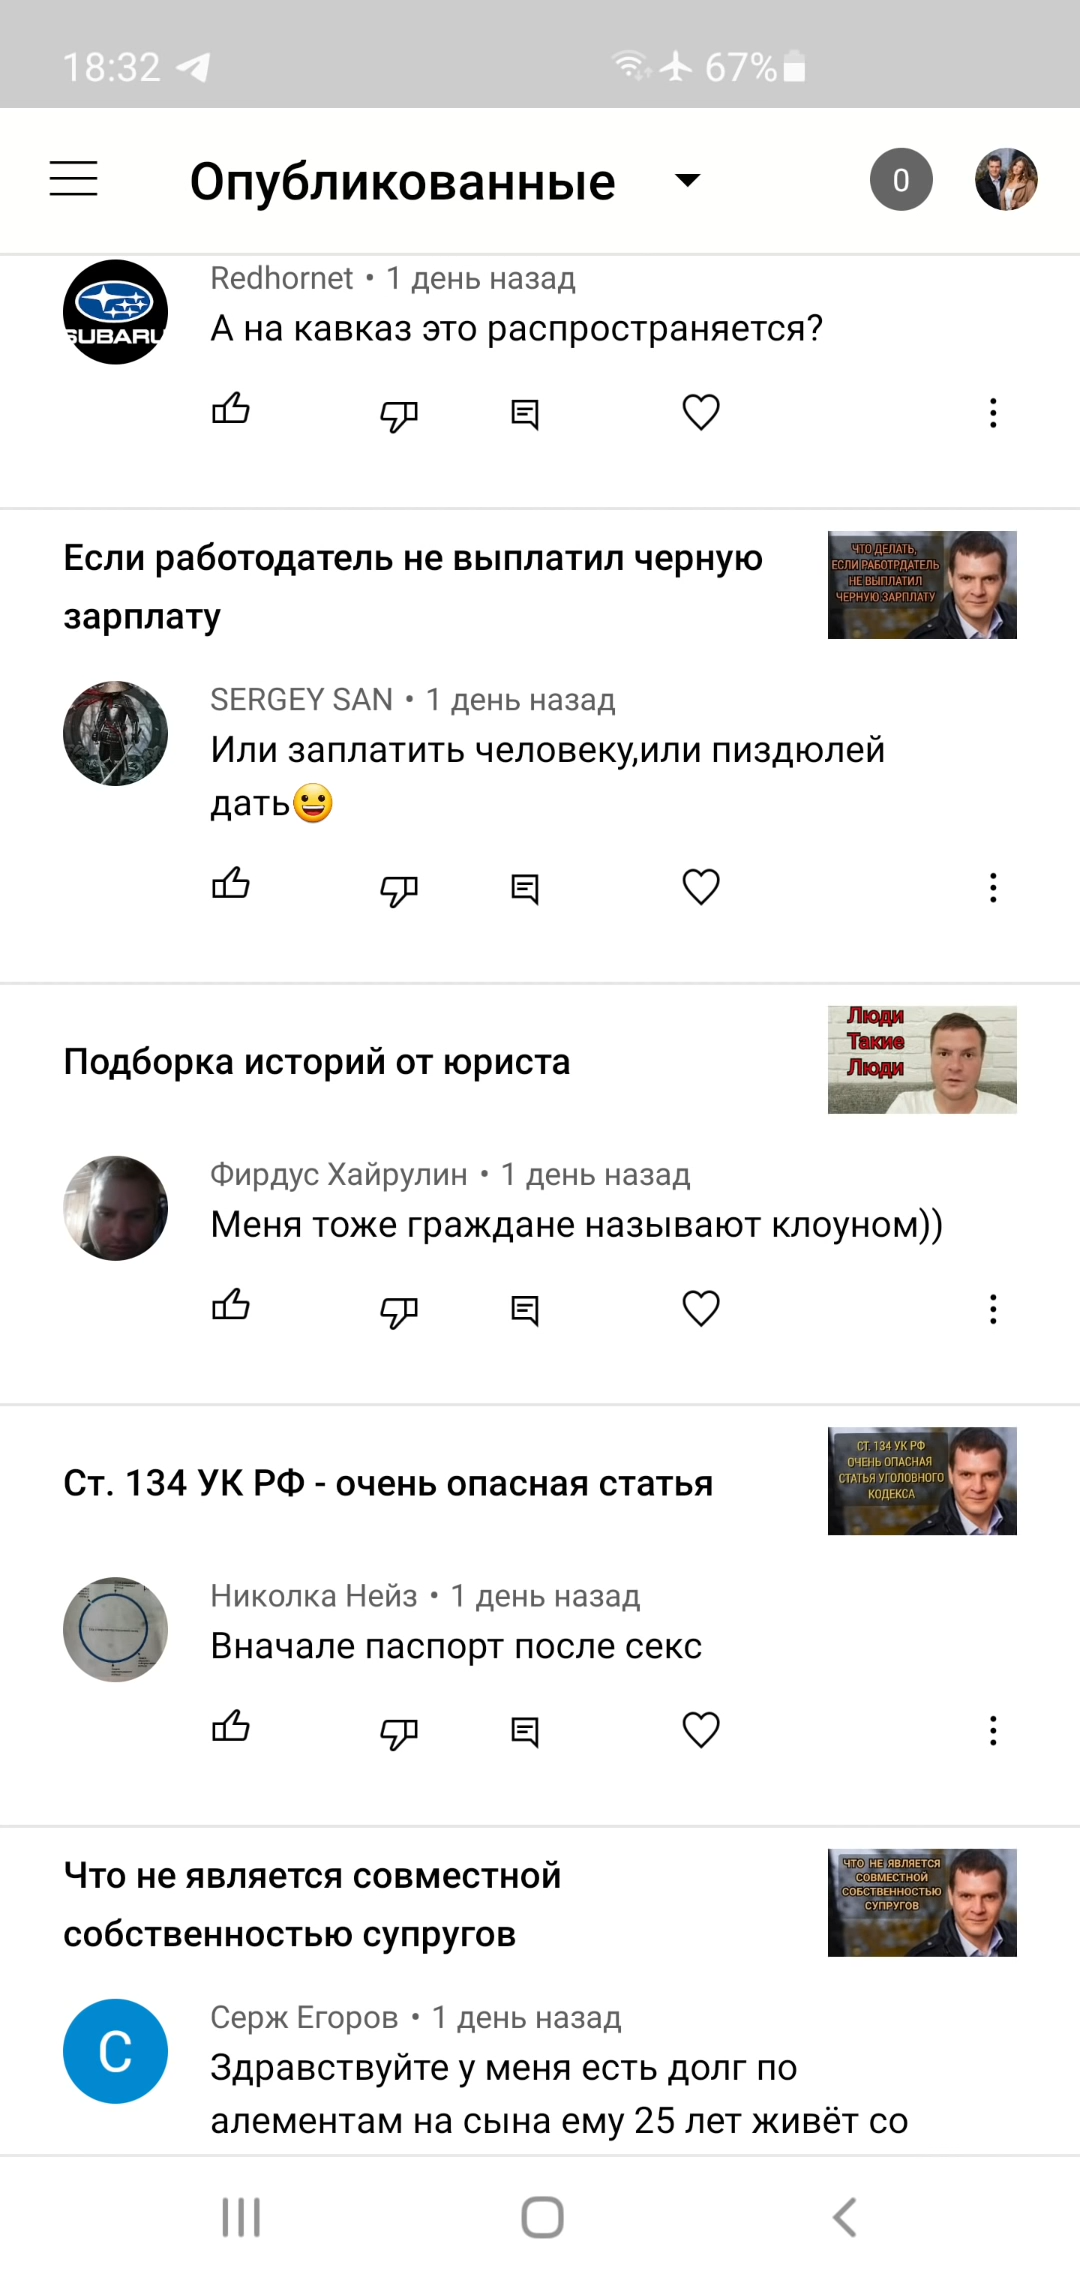 18:32
67%
Опубликованные
0
SUBARU
Redhornet • 1 день назад
А на кавказ это распространяется?
Если работодатель не выплатил черную
зарплату
ЧТО ДЕЛАТЬ,
ЕСЛИ РАБОТРДАТЕЛЬ
НЕ ВЫПЛАТИЛ
ЧЕРНУЮ ЗАРПЛАТУ
SERGEY SAN • 1 день назад
Или заплатить человеку,или пиздюлей
дать😀
Подборка историй от юриста
Люди
Такие
Люди
Фирдус Хайрулин • 1 день назад
Меня тоже граждане называют клоуном))
Ст. 134 УК РФ - очень опасная статья
СТ. 134 УК РФ
ОЧЕНЬ ОПАСНАЯ
СТАТЬЯ УГОЛОВНОГО
КОДЕКСА
Николка Нейз • 1 день назад
Вначале паспорт после секс
Что не является совместной
собственностью супругов
ЧТО НЕ ЯВЛЯЕТСЯ
СОВМЕСТНОЙ
СОБСТВЕННОСТЬЮ
СУПРУГОВ
С
Серж Егоров • 1 день назад
Здравствуйте у меня есть долг по
алементам на сына ему 25 лет живёт со